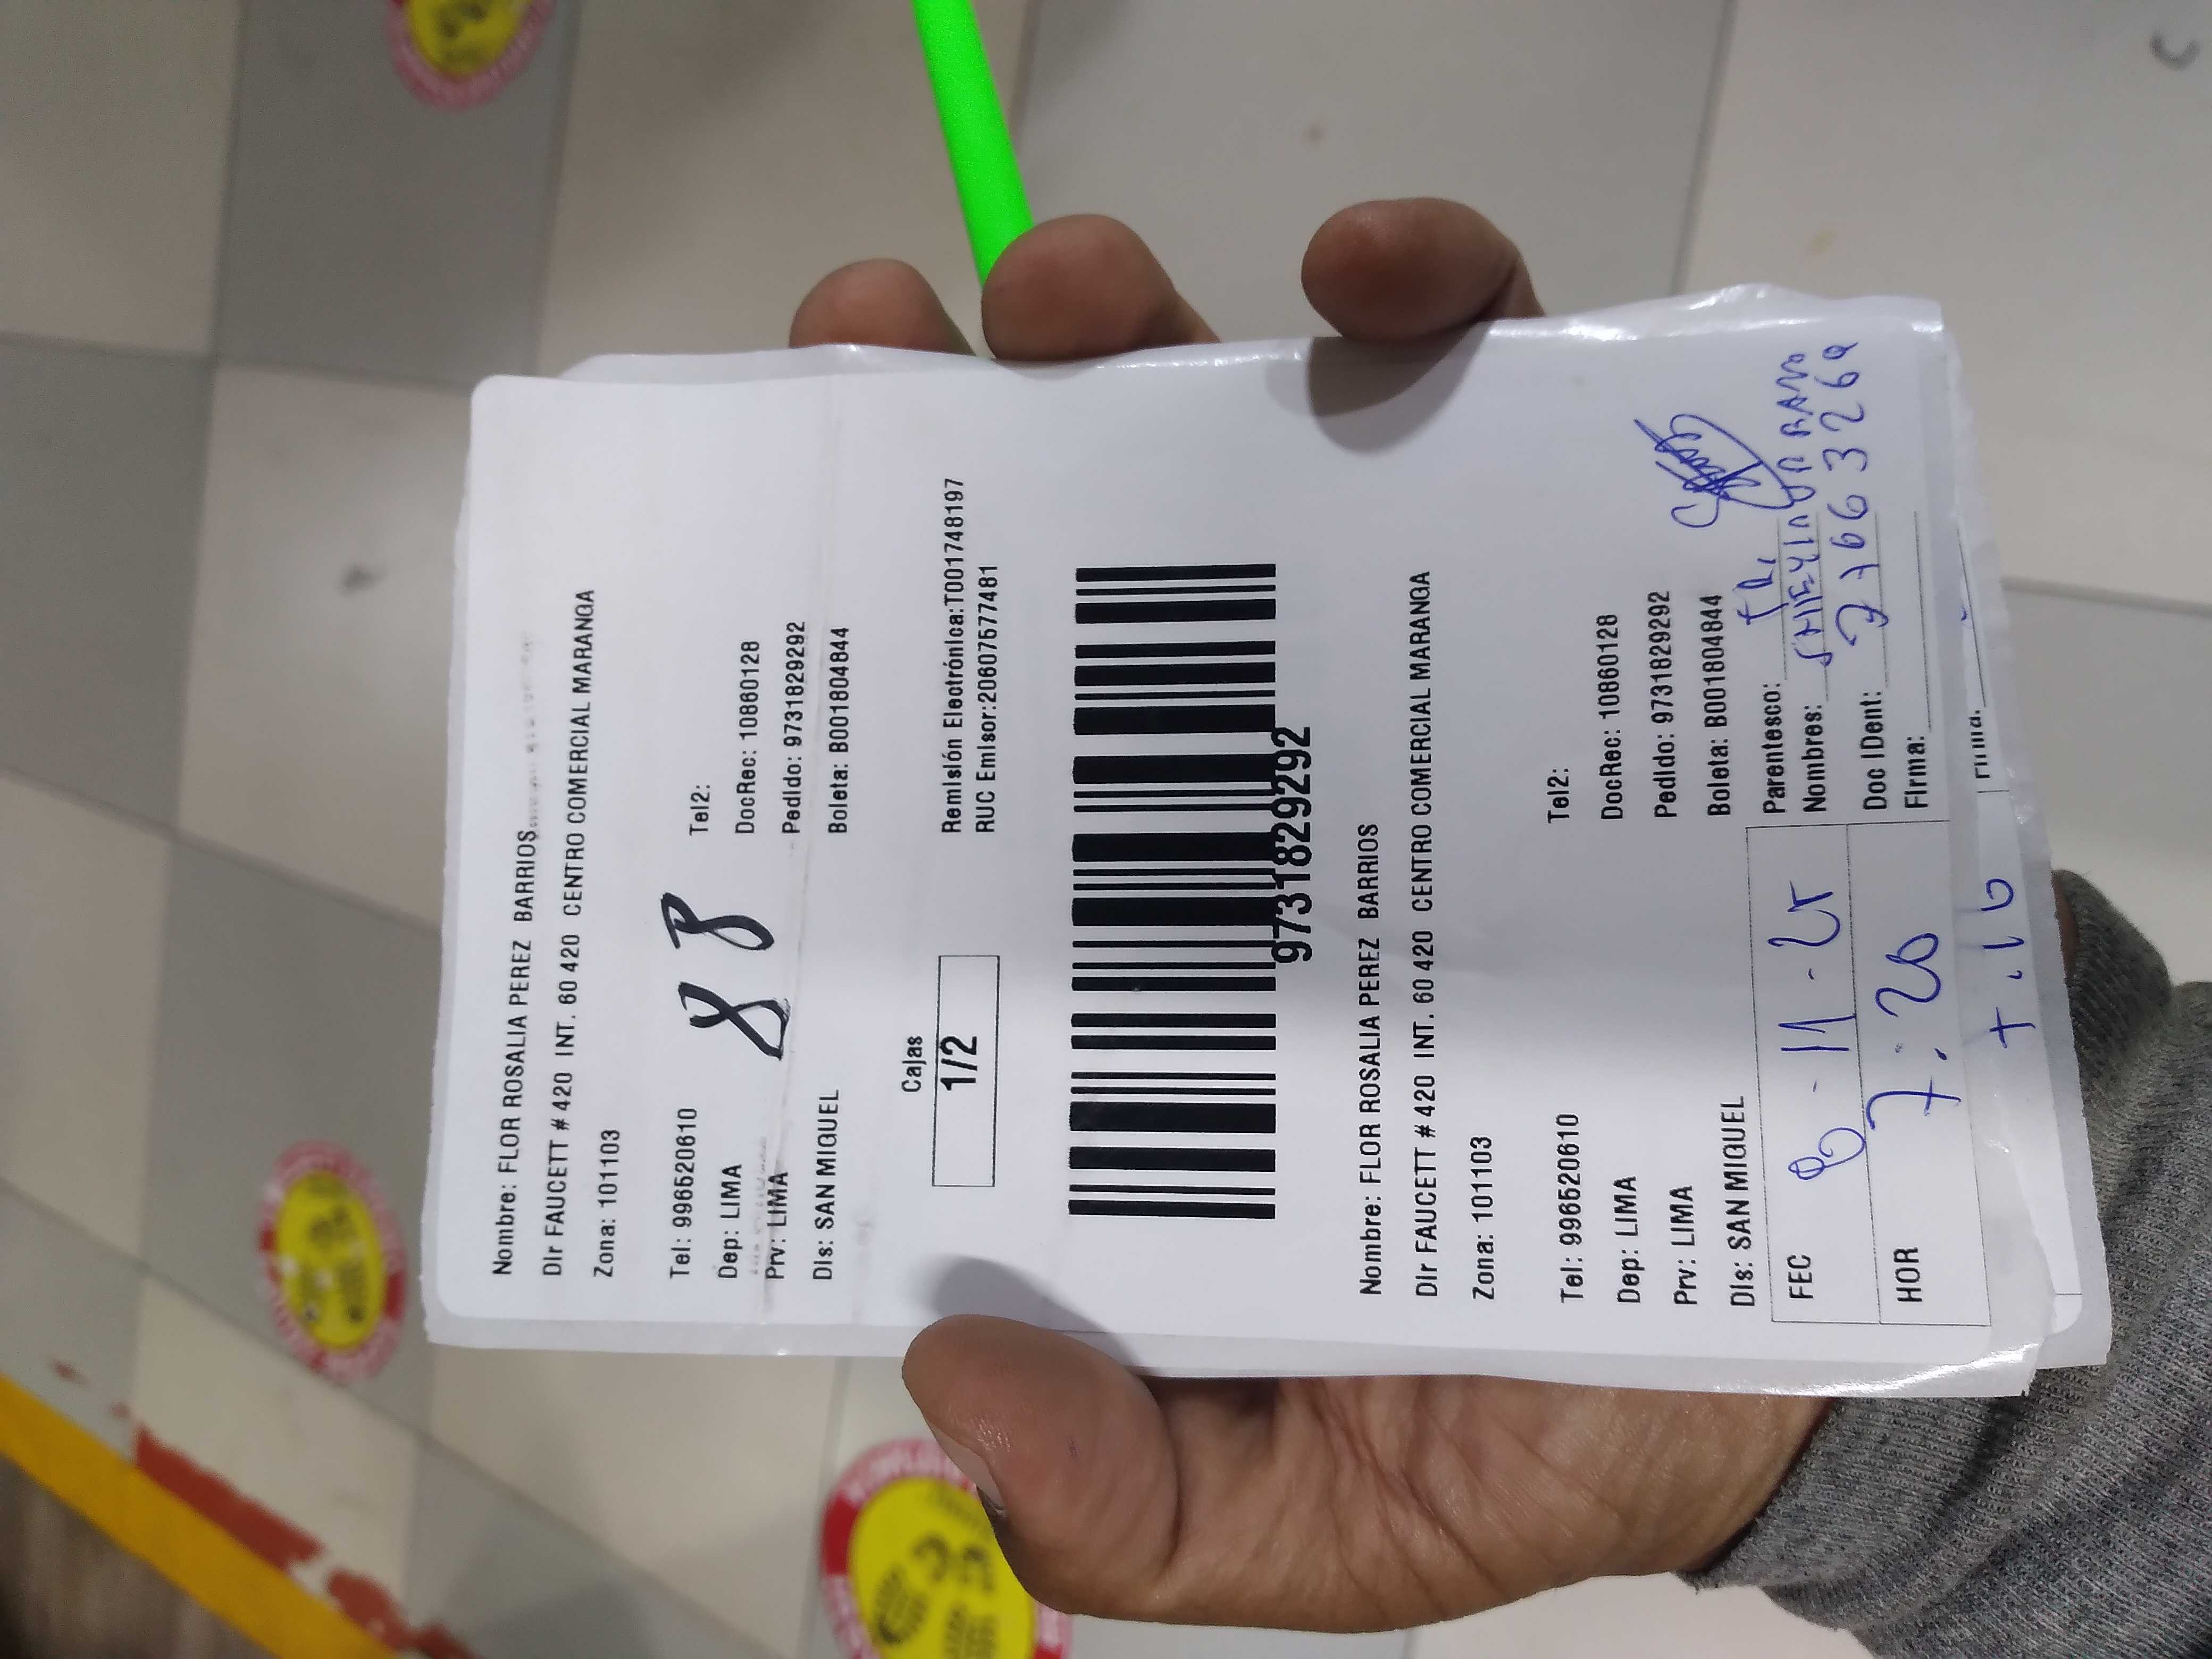 Nombre: FLOR ROSALIA PEREZ BARRIOS
Dir FAUCETT # 420 INT. 60 420 CENTRO COMERCIAL MARANGA
Zona: 101103
88
Tel: 996520610 Tel2:
Dep: LIMA DocRec: 10860128
Prv: LIMA Pedido: 9731829292
Dis: SAN MIGUEL Boleta: B001804844
Cajas
1/2
Remisión Electrónica:T001748197
RUC Emisor:20607577481
9731829292
Nombre: FLOR ROSALIA PEREZ BARRIOS
Dir FAUCETT # 420 INT. 60 420 CENTRO COMERCIAL MARANGA
Zona: 101103
Tel: 996520610 Tel2:
Dep: LIMA DocRec: 10860128
Prv: LIMA Pedido: 9731829292
Dis: SAN MIGUEL Boleta: B001804844
FEC 8-11-25 Parentesco:
Nombres:
HOR 7:20 Doc IDent: 77663269
Firma:
Firma: